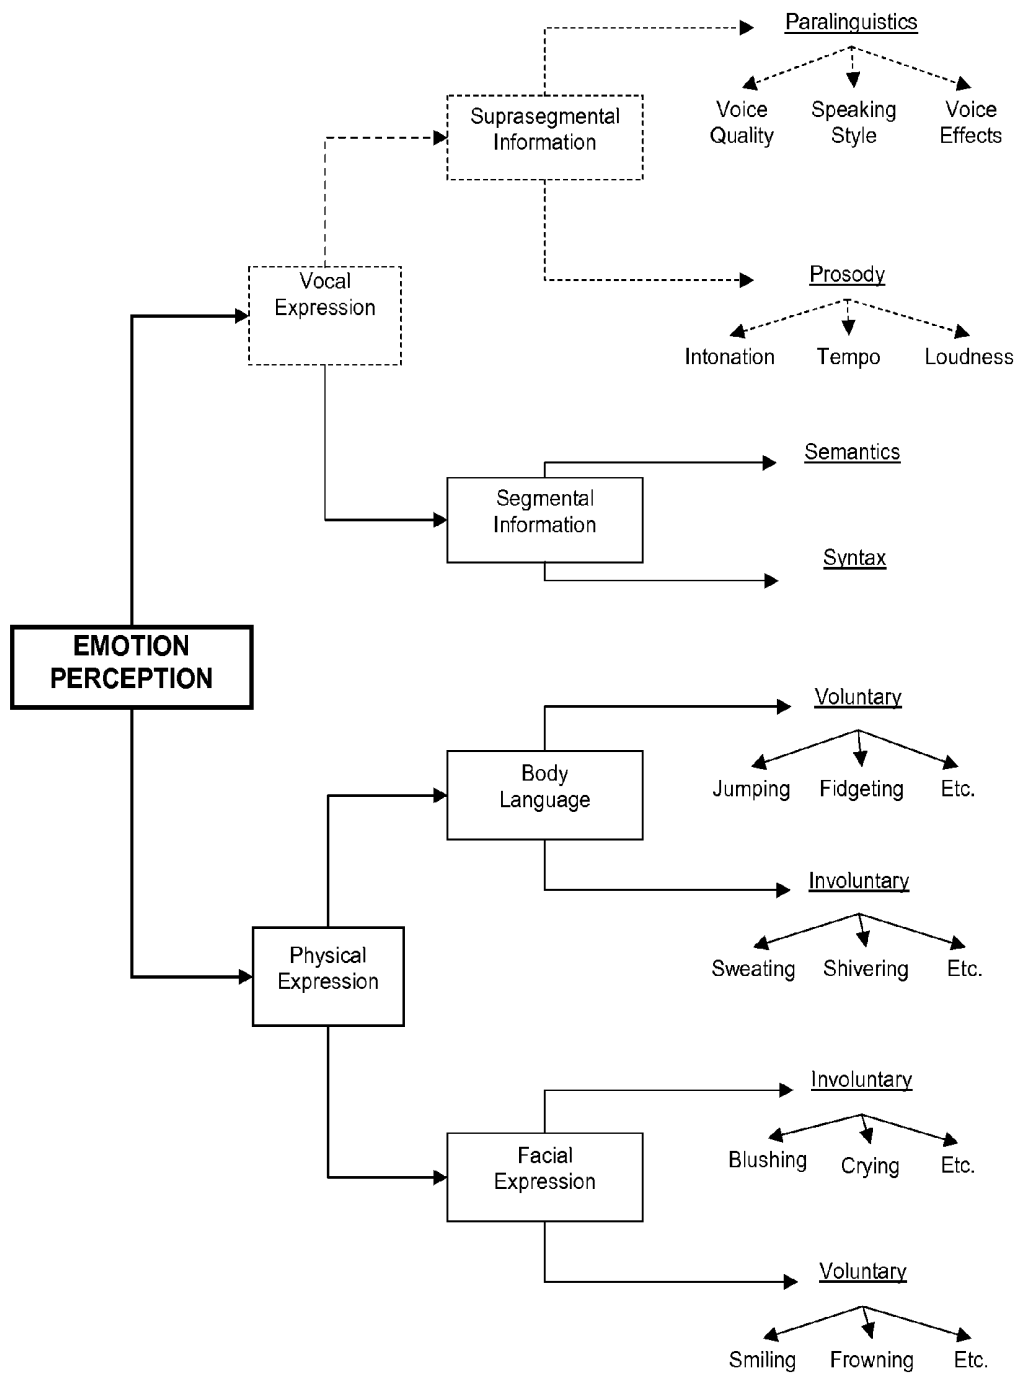 Paralinguistics
Voice Quality
Speaking Style
Voice Effects
Suprasegmental
Information
Prosody
Intonation
Tempo
Loudness
Vocal
Expression
Semantics
Segmental
Information
Syntax
EMOTION
PERCEPTION
Voluntary
Jumping
Fidgeting
Etc.
Body
Language
Involuntary
Sweating
Shivering
Etc.
Physical
Expression
Involuntary
Blushing
Crying
Etc.
Facial
Expression
Voluntary
Smiling
Frowning
Etc.